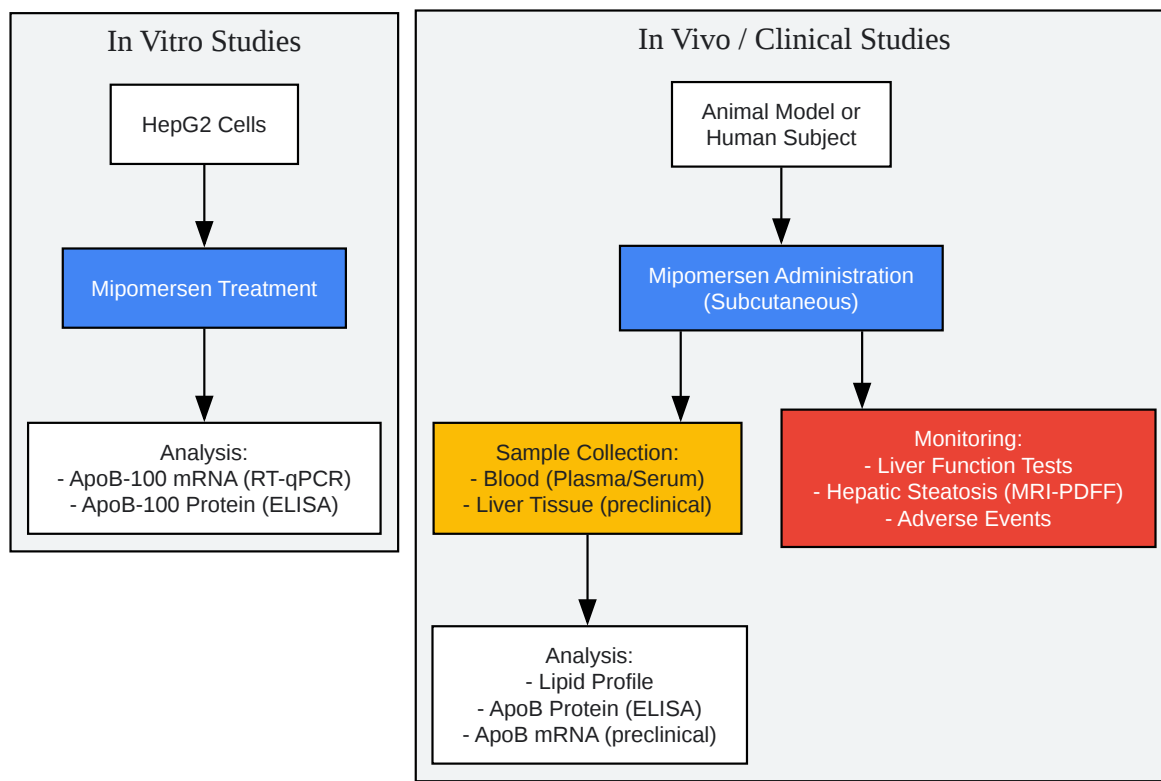 In Vitro Studies
HepG2 Cells
Mipomersen Treatment
Analysis:
- ApoB-100 mRNA (RT-qPCR)
- ApoB-100 Protein (ELISA)
In Vivo / Clinical Studies
Animal Model or
Human Subject
Mipomersen Administration
(Subcutaneous)
Sample Collection:
- Blood (Plasma/Serum)
- Liver Tissue (preclinical)
Monitoring:
- Liver Function Tests
- Hepatic Steatosis (MRI-PDFF)
- Adverse Events
Analysis:
- Lipid Profile
- ApoB Protein (ELISA)
- ApoB mRNA (preclinical)